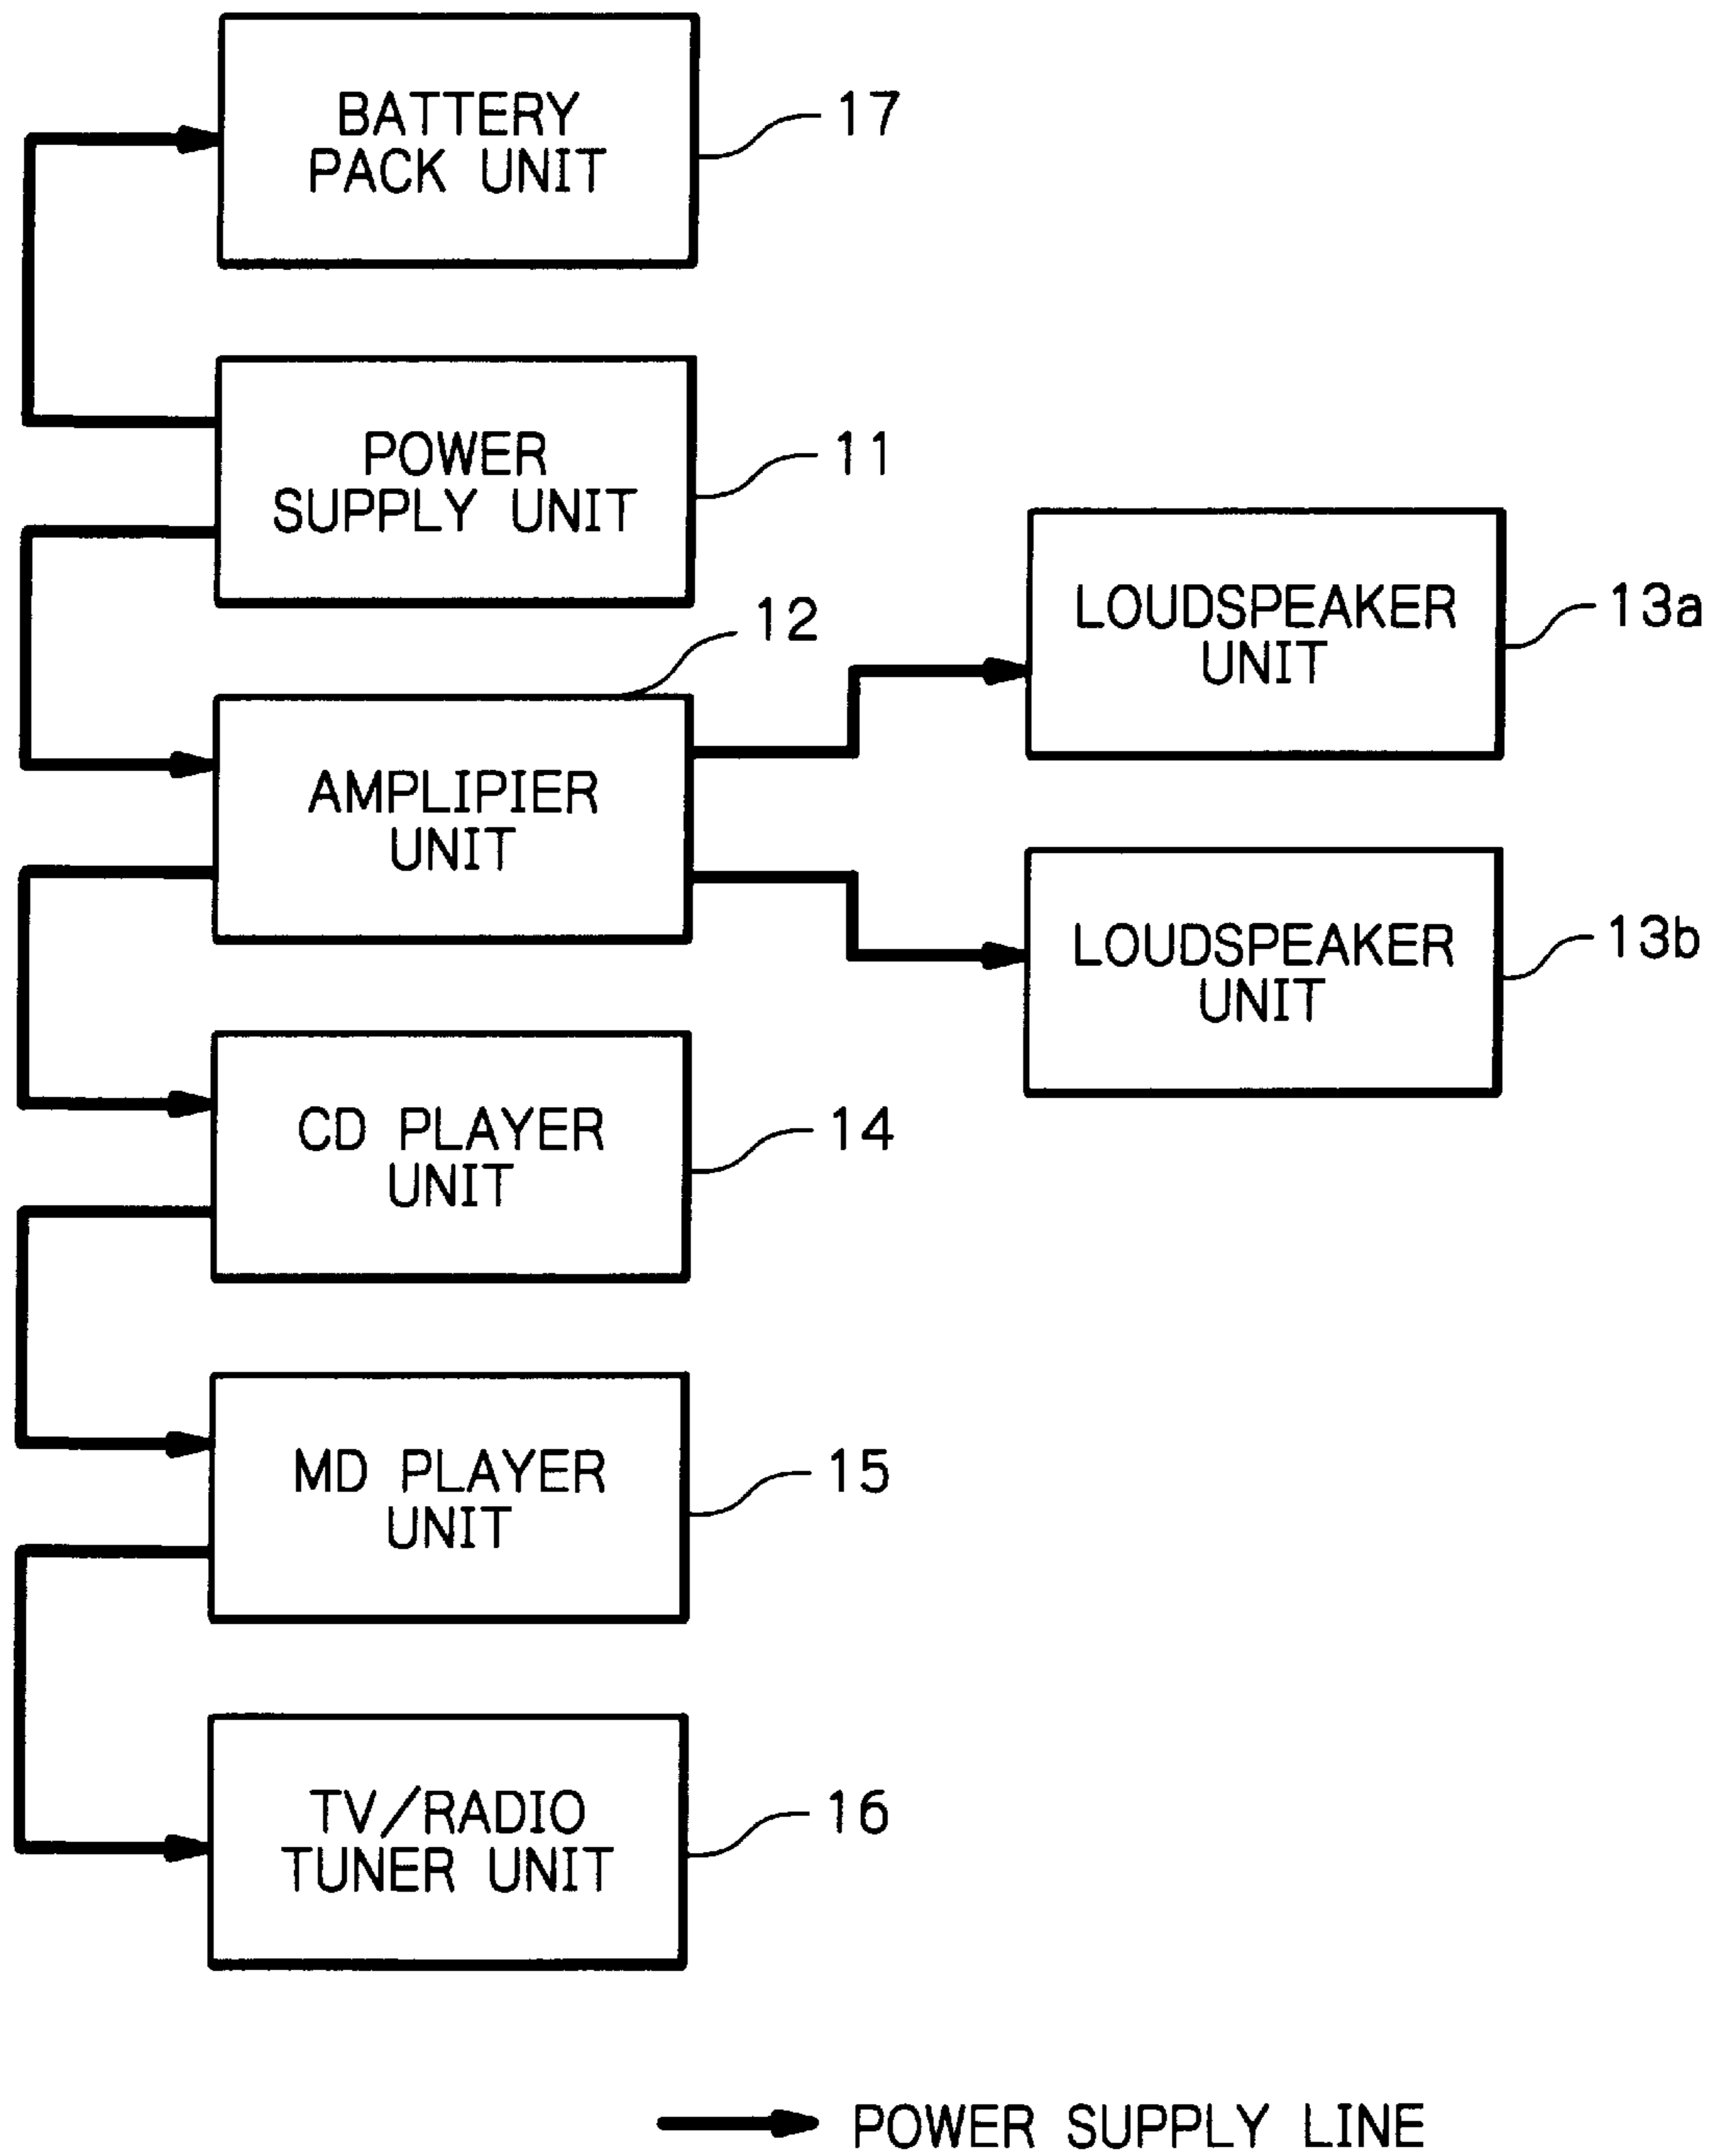 BATTERY
PACK UNIT
17
POWER
SUPPLY UNIT
11
12
LOUDSPEAKER
UNIT
13a
AMPLIPIER
UNIT
LOUDSPEAKER
UNIT
13b
CD PLAYER
UNIT
14
MD PLAYER
UNIT
15
TV/RADIO
TUNER UNIT
16
POWER SUPPLY LINE